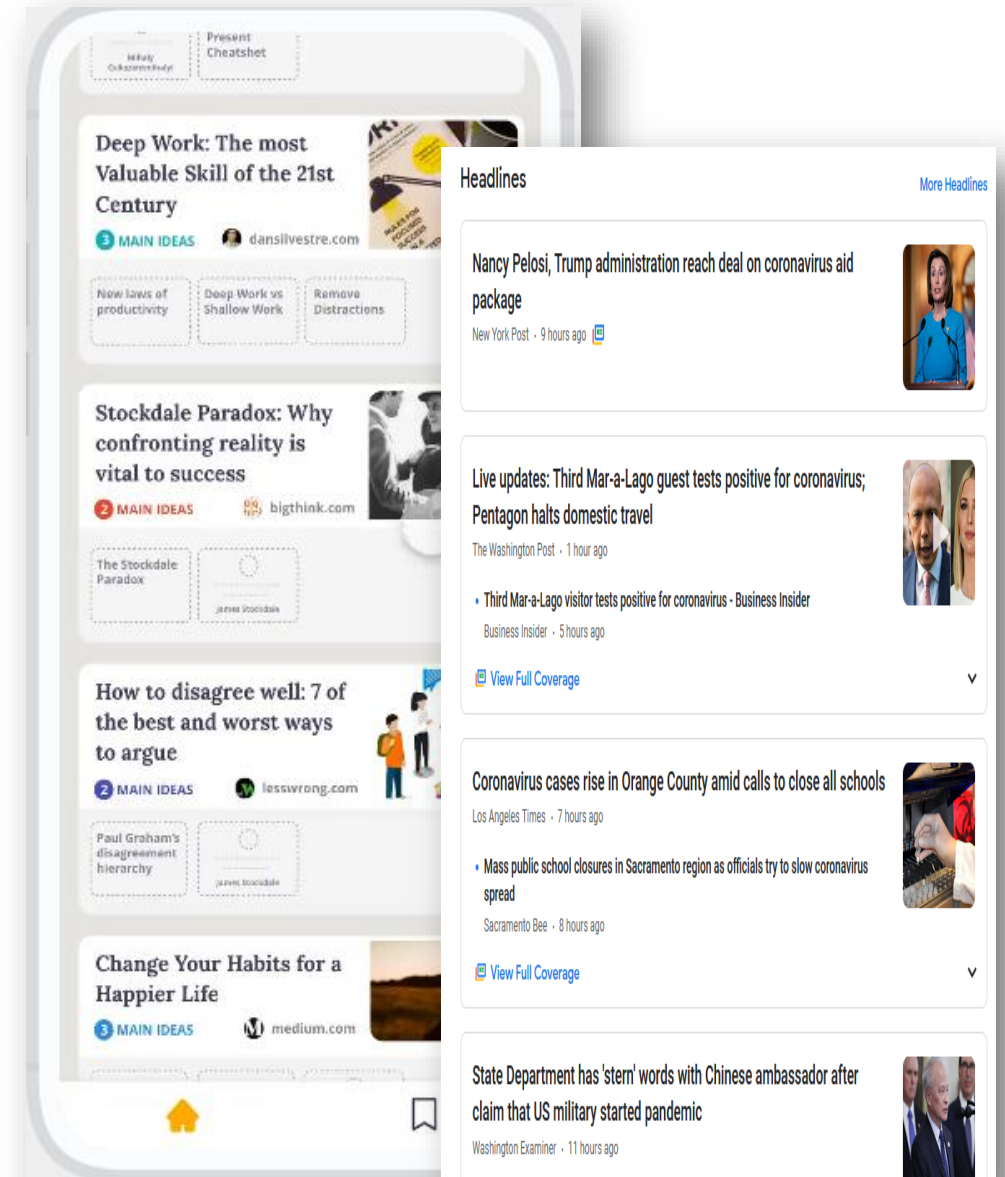 Present
Cheatshet
Mihaly
Deep Work: The most
Valuable Skill of the 21st
Century
3 MAIN IDEAS
dansilvestre.com
New laws of
productivity
Deep Work vs
Shallow Work
Remove
Distractions
Stockdale Paradox: Why
confronting reality is
vital to success
2 MAIN IDEAS
bigthink.com
The Stockdale
Paradox
James Stockdale
How to disagree well: 7 of
the best and worst ways
to argue
2 MAIN IDEAS
lesswrong.com
Paul Graham's
disagreement
hierarchy
James Stockdale
Change Your Habits for a
Happier Life
3 MAIN IDEAS
medium.com
Headlines
More Headlines
Nancy Pelosi, Trump administration reach deal on coronavirus aid
package
New York Post · 9 hours ago
Live updates: Third Mar-a-Lago guest tests positive for coronavirus;
Pentagon halts domestic travel
The Washington Post · 1 hour ago
• Third Mar-a-Lago visitor tests positive for coronavirus - Business Insider
Business Insider · 5 hours ago
View Full Coverage
Coronavirus cases rise in Orange County amid calls to close all schools
Los Angeles Times · 7 hours ago
• Mass public school closures in Sacramento region as officials try to slow coronavirus
spread
Sacramento Bee · 8 hours ago
View Full Coverage
State Department has 'stern' words with Chinese ambassador after
claim that US military started pandemic
Washington Examiner · 11 hours ago